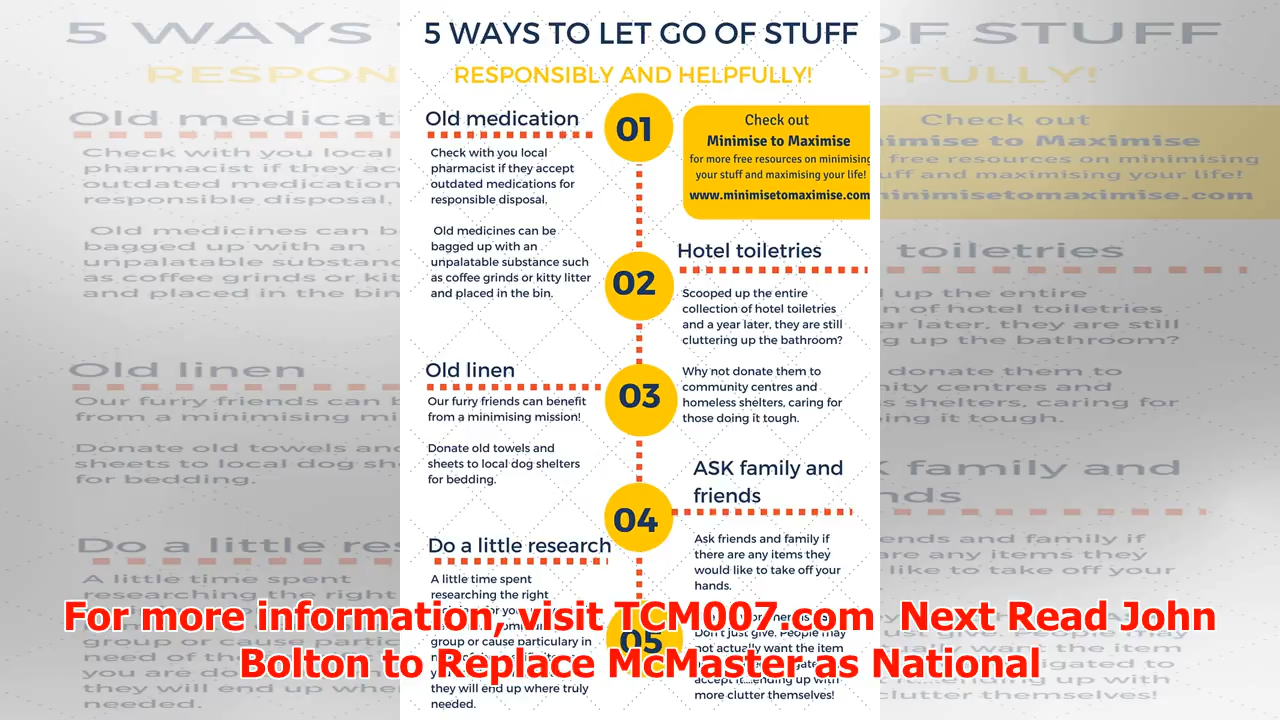 5 WAYS TO LET GO OF STUFF
RESPONSIBLY AND HELPFULLY!
01
Old medication
Check with you local
pharmacist if they accept
outdated medications for
responsible disposal.
Old medicines can be
bagged up with an
unpalatable substance such
as coffee grinds or kitty litter
and placed in the bin.
Check out
Minimise to Maximise
for more free resources on minimising
your stuff and maximising your life!
www.minimisetomaximise.com
02
Hotel toiletries
Scooped up the entire
collection of hotel toiletries
and a year later, they are still
cluttering up the bathroom?
Why not donate them to
community centres and
homeless shelters, caring for
those doing it tough.
03
Old linen
Our furry friends can benefit
from a minimising mission!
Donate old towels and
sheets to local dog shelters
for bedding.
04
ASK family and
friends
Ask friends and family if
there are any items they
would like to take off your
hands.
Don't just give. People may
not actually want the item
accept it....ending up with
more clutter themselves!
05
Do a little research
A little time spent
researching the right
group or cause particulary in
they will end up where truly
needed.
For more information, visit TCM007.com Next Read John
Bolton to Replace McMaster as National